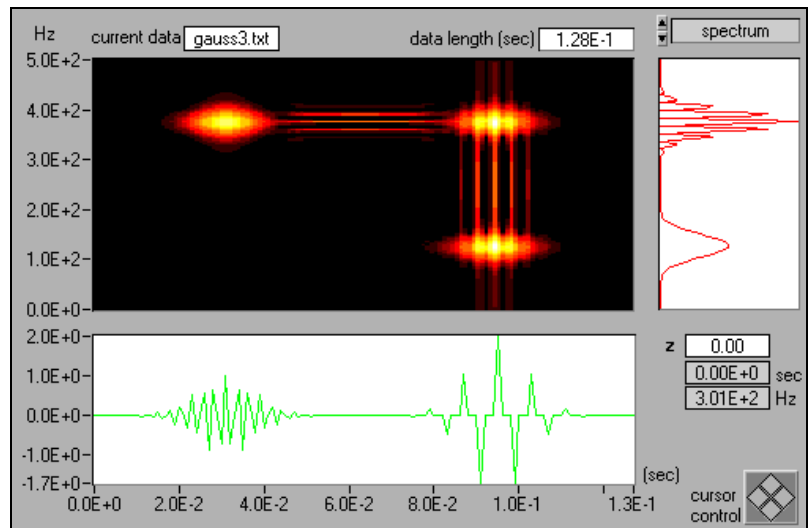 Hz current data gauss3.txt data length (sec) 1.28E-1 spectrum
5.0E+2
4.0E+2
3.0E+2
2.0E+2
1.0E+2
0.0E+0
2.0E+0
1.0E+0
0.0E+0
-1.0E+0
-1.7E+0
0.0E+0 2.0E-2 4.0E-2 6.0E-2 8.0E-2 1.0E-1 1.3E-1
(sec)
z 0.00
0.00E+0 sec
3.01E+2 Hz
cursor
control